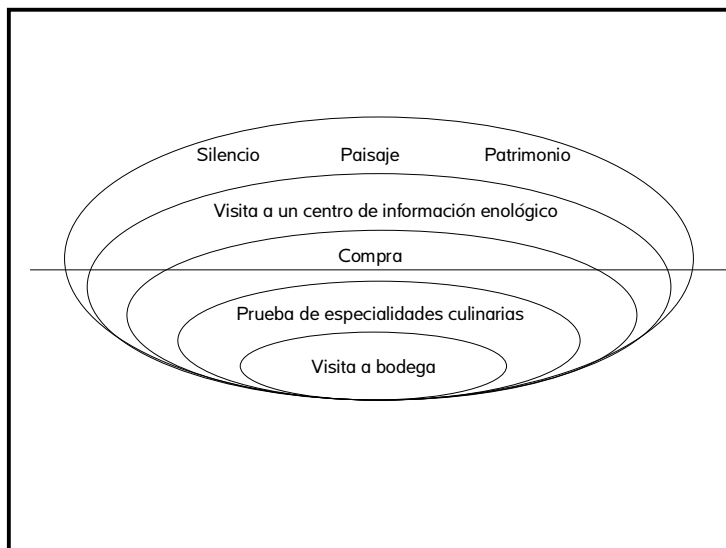 Silencio Paisaje Patrimonio
Visita a un centro de información enológico
Compra
Prueba de especialidades culinarias
Visita a bodega